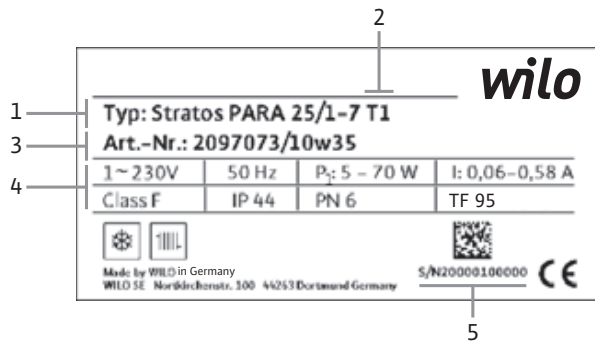 2
wilo
1 Typ: Stratos PARA 25/1-7 T1
3 Art.-Nr.: 2097073/10w35
4 1~230V 50 Hz P₁: 5 - 70 W I: 0,06-0,58 A
Class F IP 44 PN 6 TF 95
Made by WILO in Germany
WILO SE Nortkirchenstr. 100 44263 Dortmund Germany
S/N20000100000 CE
5